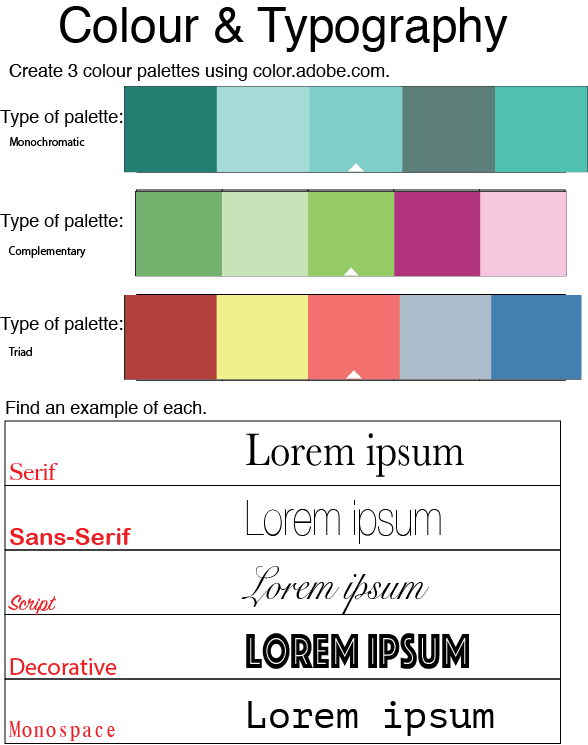 Colour & Typography
Create 3 colour palettes using color.adobe.com.
Type of palette:
Monochromatic
Type of palette:
Complementary
Type of palette:
Triad
Find an example of each.
Serif Lorem ipsum
Sans-Serif Lorem ipsum
Script Lorem ipsum
Decorative LOREM IPSUM
Monospace Lorem ipsum